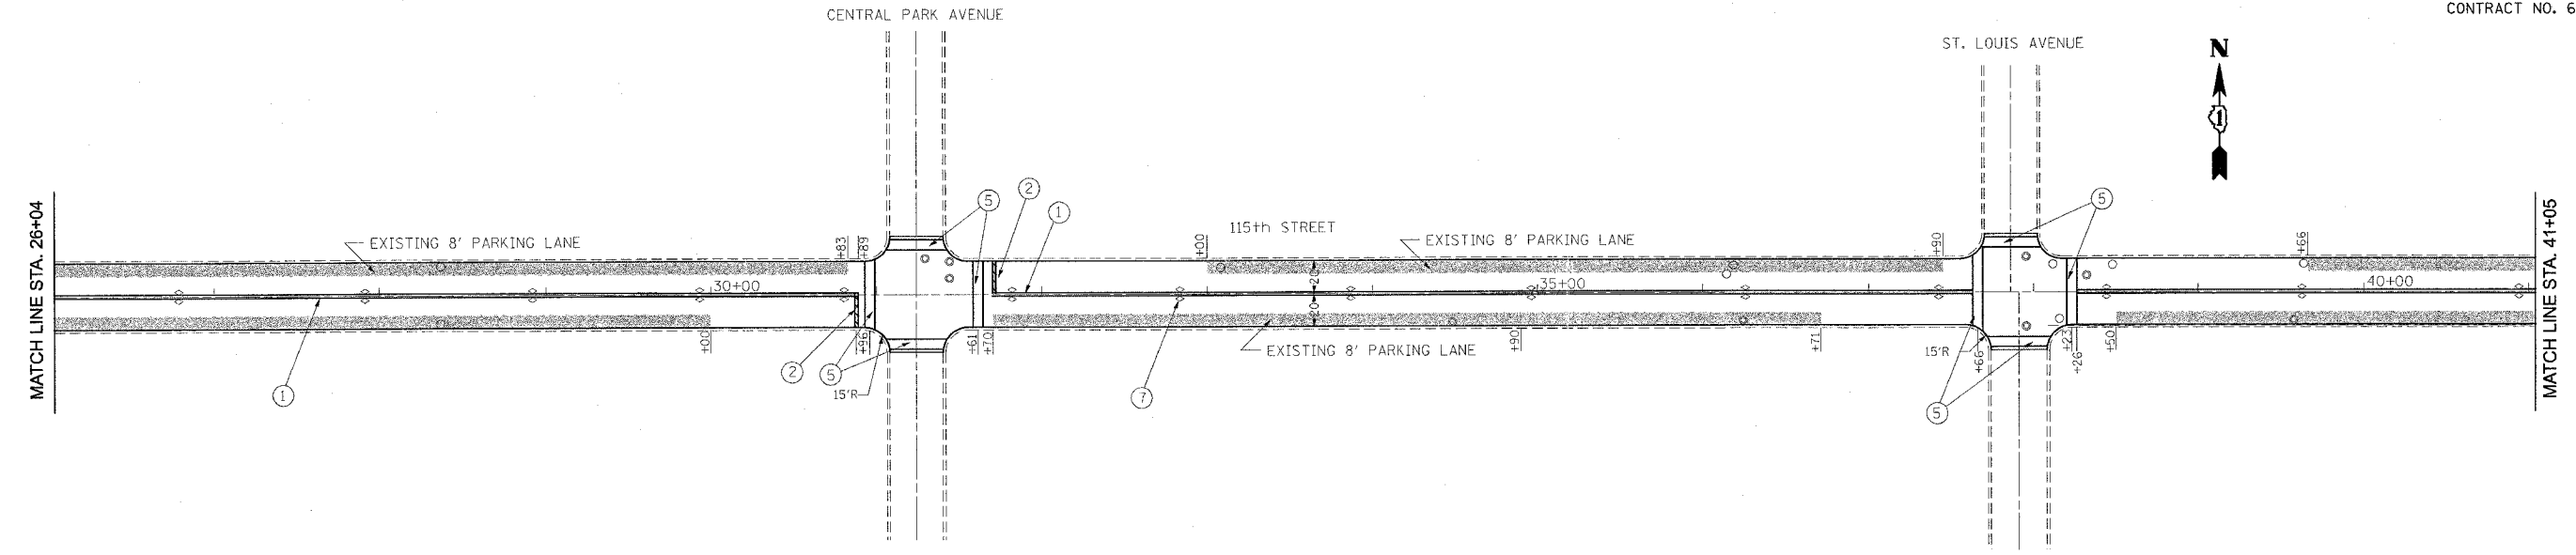 CENTRAL PARK AVENUE
CONTRACT NO. 6
ST. LOUIS AVENUE
N
1
MATCH LINE STA. 26+04
EXISTING 8' PARKING LANE
+83
+89
5
2
1
+00
115th STREET
EXISTING 8' PARKING LANE
+90
5
+66
MATCH LINE STA. 41+05
30+00
20
35+00
40+00
20
+00
+96
+61
+70
EXISTING 8' PARKING LANE
+90
+71
15'R
+66
+23
+26
+50
1
2
5
15'R
7
5